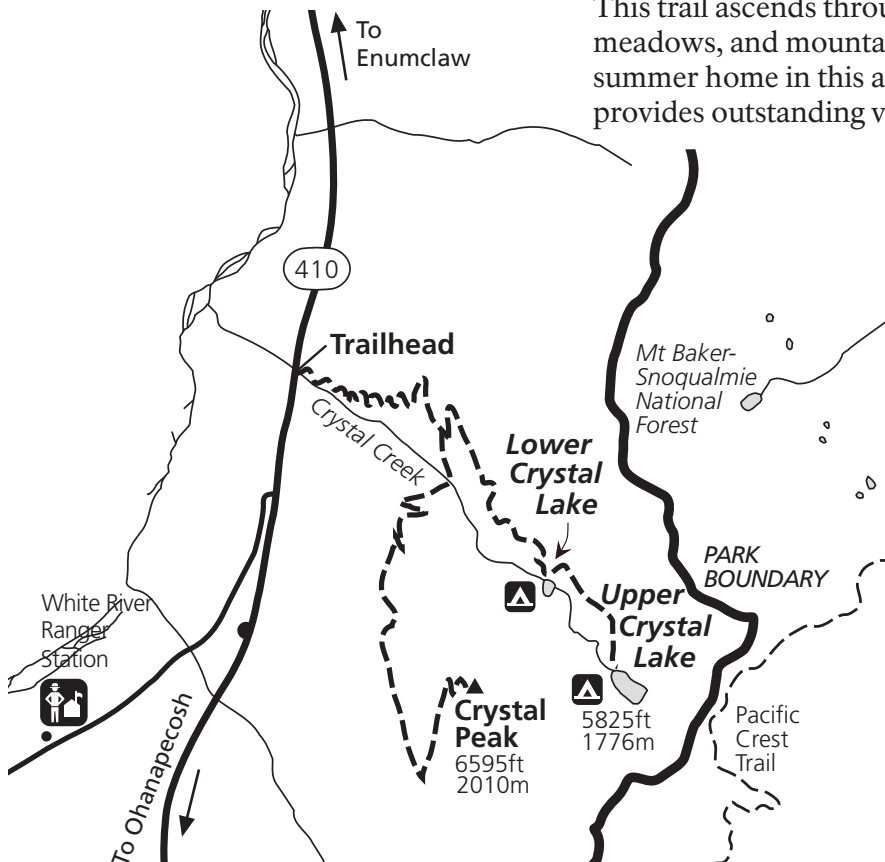 This trail ascends throu
meadows, and mounta
summer home in this a
provides outstanding v
To
Enumclaw
410
Trailhead
Crystal Creek
Mt Baker-
Snoqualmie
National
Forest
Lower
Crystal
Lake
PARK
BOUNDARY
White River
Ranger
Station
Upper
Crystal
Lake
Crystal
Peak
6595ft
2010m
5825ft
1776m
Pacific
Crest
Trail
To Ohanapecosh